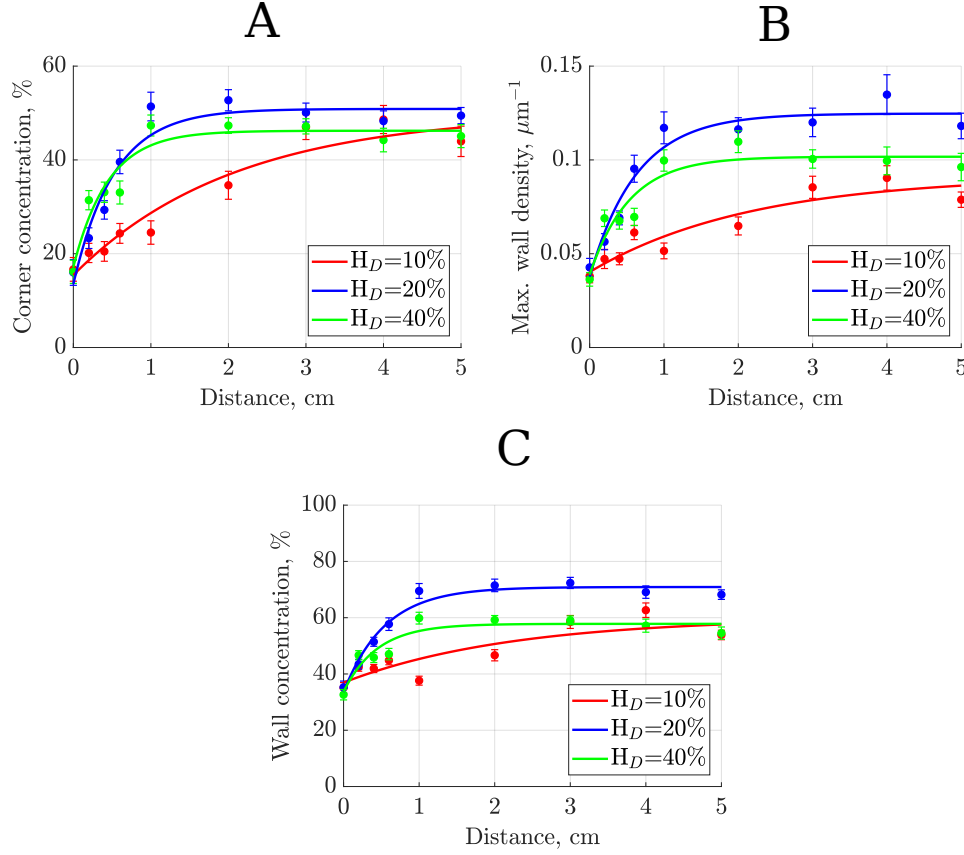 A
60
40
20
0
Corner concentration, %
H_D=10%
H_D=20%
H_D=40%
0 1 2 3 4 5
Distance, cm
B
0.15
0.1
0.05
0
Max. wall density, μm⁻¹
H_D=10%
H_D=20%
H_D=40%
0 1 2 3 4 5
Distance, cm
C
100
80
60
40
20
0
Wall concentration, %
H_D=10%
H_D=20%
H_D=40%
0 1 2 3 4 5
Distance, cm